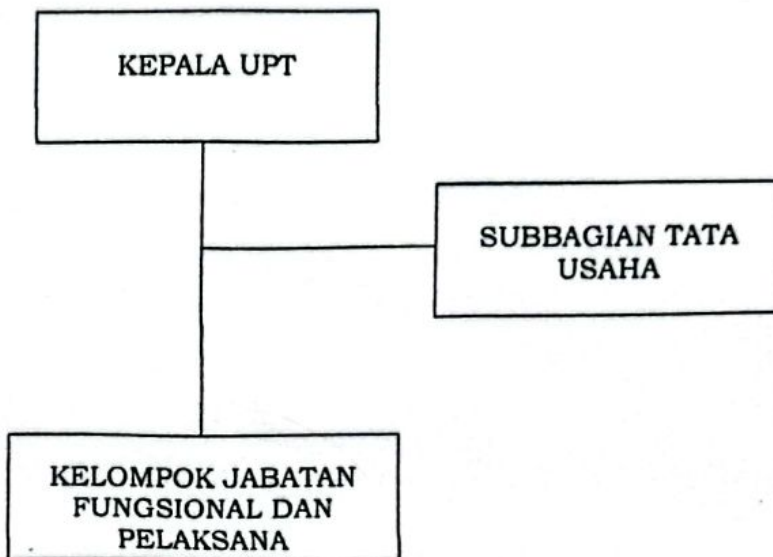 KEPALA UPT
SUBBAGIAN TATA
USAHA
KELOMPOK JABATAN
FUNGSIONAL DAN
PELAKSANA